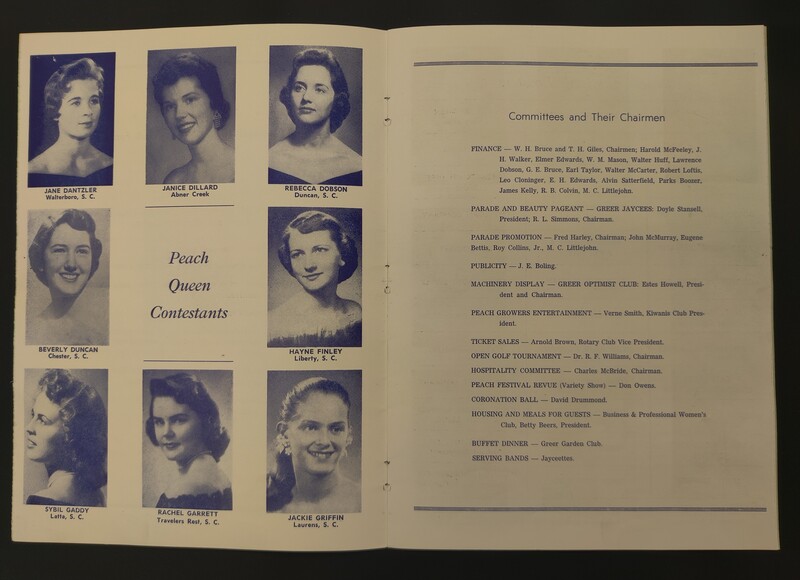 JANE DANTZLER
Walterboro, S. C.
JANICE DILLARD
Abner Creek
REBECCA DOBSON
Duncan, S. C.
BEVERLY DUNCAN
Chester, S. C.
Peach
Queen
Contestants
HAYNE FINLEY
Liberty, S. C.
SYBIL GADDY
Latta, S. C.
RACHEL GARRETT
Travelers Rest, S. C.
JACKIE GRIFFIN
Laurens, S. C.
Committees and Their Chairmen
FINANCE — W. H. Bruce and T. H. Giles, Chairmen; Harold McFeeley, J.
H. Walker, Elmer Edwards, W. M. Mason, Walter Huff, Lawrence
Dobson, G. E. Bruce, Earl Taylor, Walter McCarter, Robert Loftis,
Leo Cloninger, E. H. Edwards, Alvin Satterfield, Parks Boozer,
James Kelly, R. B. Colvin, M. C. Littlejohn.
PARADE AND BEAUTY PAGEANT — GREER JAYCEES: Doyle Stansell,
President; R. L. Simmons, Chairman.
PARADE PROMOTION — Fred Harley, Chairman; John McMurray, Eugene
Bettis, Roy Collins, Jr., M. C. Littlejohn.
PUBLICITY — J. E. Boling.
MACHINERY DISPLAY — GREER OPTIMIST CLUB: Estes Howell, Presi-
dent and Chairman.
PEACH GROWERS ENTERTAINMENT — Verne Smith, Kiwanis Club Pres-
ident.
TICKET SALES — Arnold Brown, Rotary Club Vice President.
OPEN GOLF TOURNAMENT — Dr. R. F. Williams, Chairman.
HOSPITALITY COMMITTEE — Charles McBride, Chairman.
PEACH FESTIVAL REVUE (Variety Show) — Don Owens.
CORONATION BALL — David Drummond.
HOUSING AND MEALS FOR GUESTS — Business & Professional Women's
Club, Betty Beers, President.
BUFFET DINNER — Greer Garden Club.
SERVING BANDS — Jaycettes.